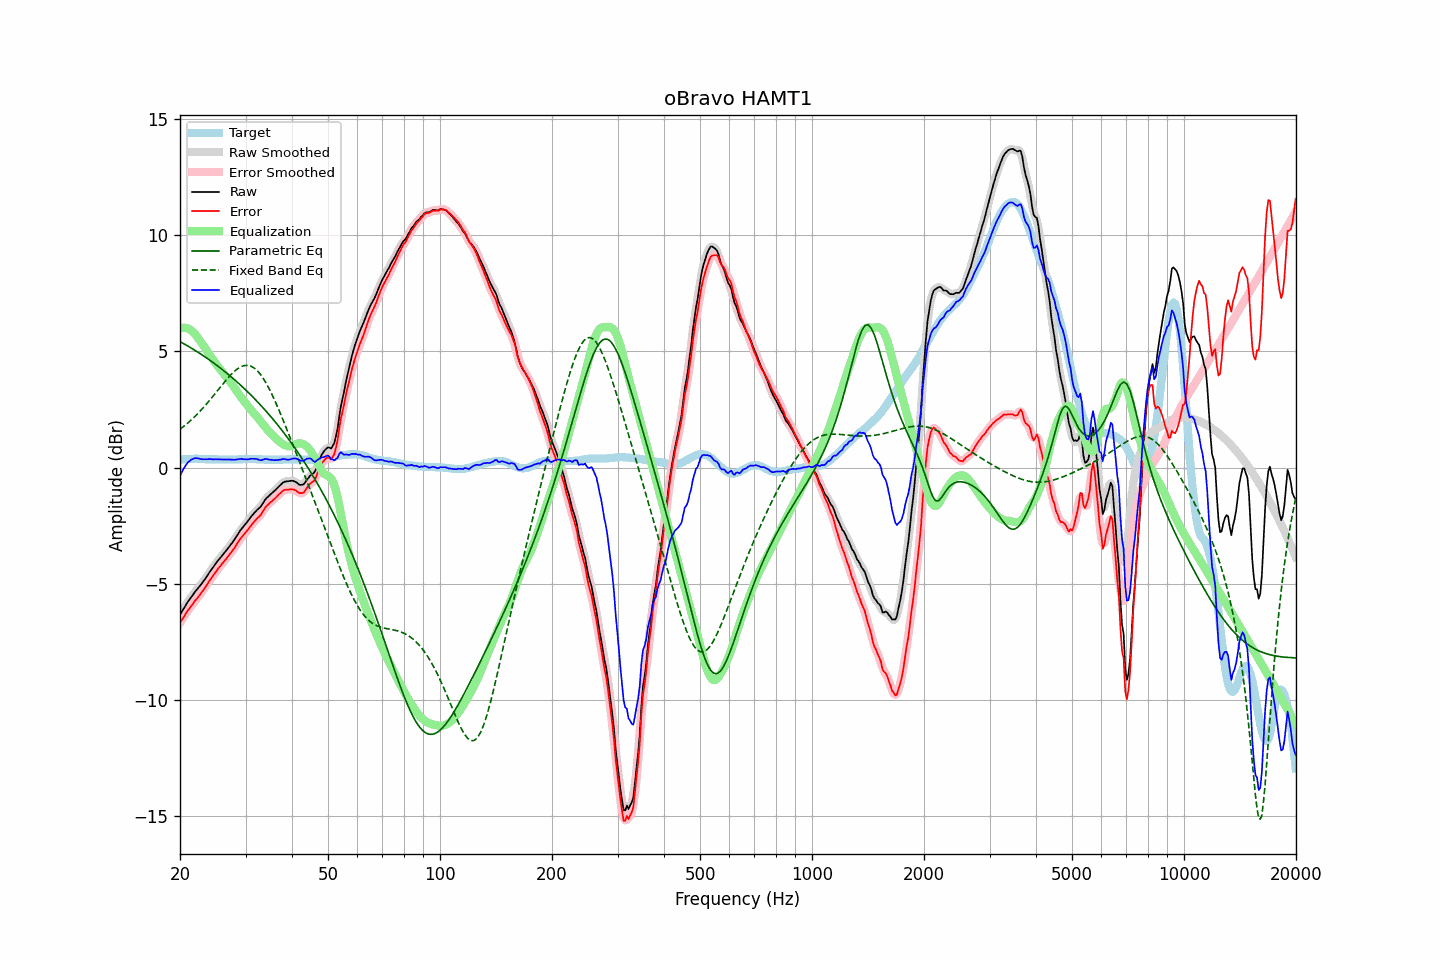 oBravo HAMT1
Amplitude (dBr)
15
10
5
0
−5
−10
−15
Target
Raw Smoothed
Error Smoothed
Raw
Error
Equalization
Parametric Eq
Fixed Band Eq
Equalized
20 50 100 200 500 1000 2000 5000 10000 20000
Frequency (Hz)